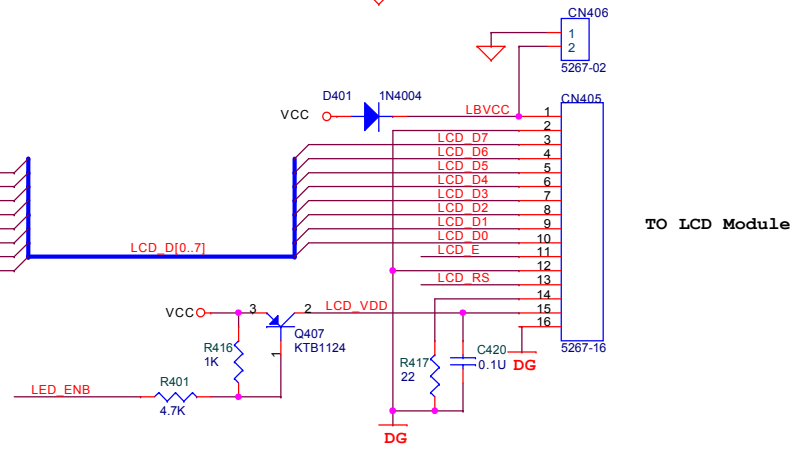 CN406
1
2
5267-02
D401 1N4004
VCC
LBVCC
CN405
1
2
LCD_D7 3
LCD_D6 4
LCD_D5 5
LCD_D4 6
LCD_D3 7
LCD_D2 8
LCD_D1 9
LCD_D0 10
LCD_E 11
12
LCD_RS 13
14
15
16
5267-16
TO LCD Module
LCD_D[0..7]
VCC
3
2
LCD_VDD
Q407
KTB1124
1
R416
1K
R401
4.7K
LED_ENB
R417
22
C420
0.1U
DG
DG